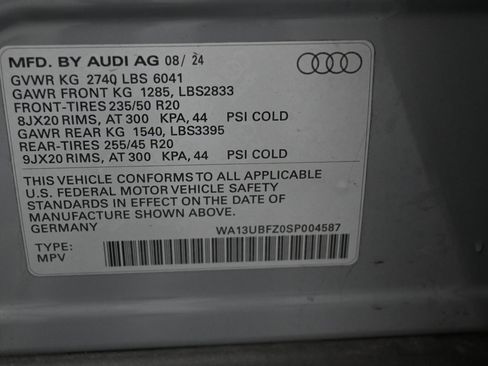 MFD. BY AUDI AG 08/ 24
GVWR KG 2740 LBS 6041
GAWR FRONT KG 1285, LBS2833
FRONT-TIRES 235/50 R20
8JX20 RIMS, AT 300 KPA, 44 PSI COLD
GAWR REAR KG 1540, LBS3395
REAR-TIRES 255/45 R20
9JX20 RIMS, AT 300 KPA, 44 PSI COLD
THIS VEHICLE CONFORMS TO ALL APPLICABLE
U.S. FEDERAL MOTOR VEHICLE SAFETY
STANDARDS IN EFFECT ON THE DATE OF
MANUFACTURE SHOWN ABOVE.
GERMANY WA13UBFZ0SP004587
TYPE:
MPV